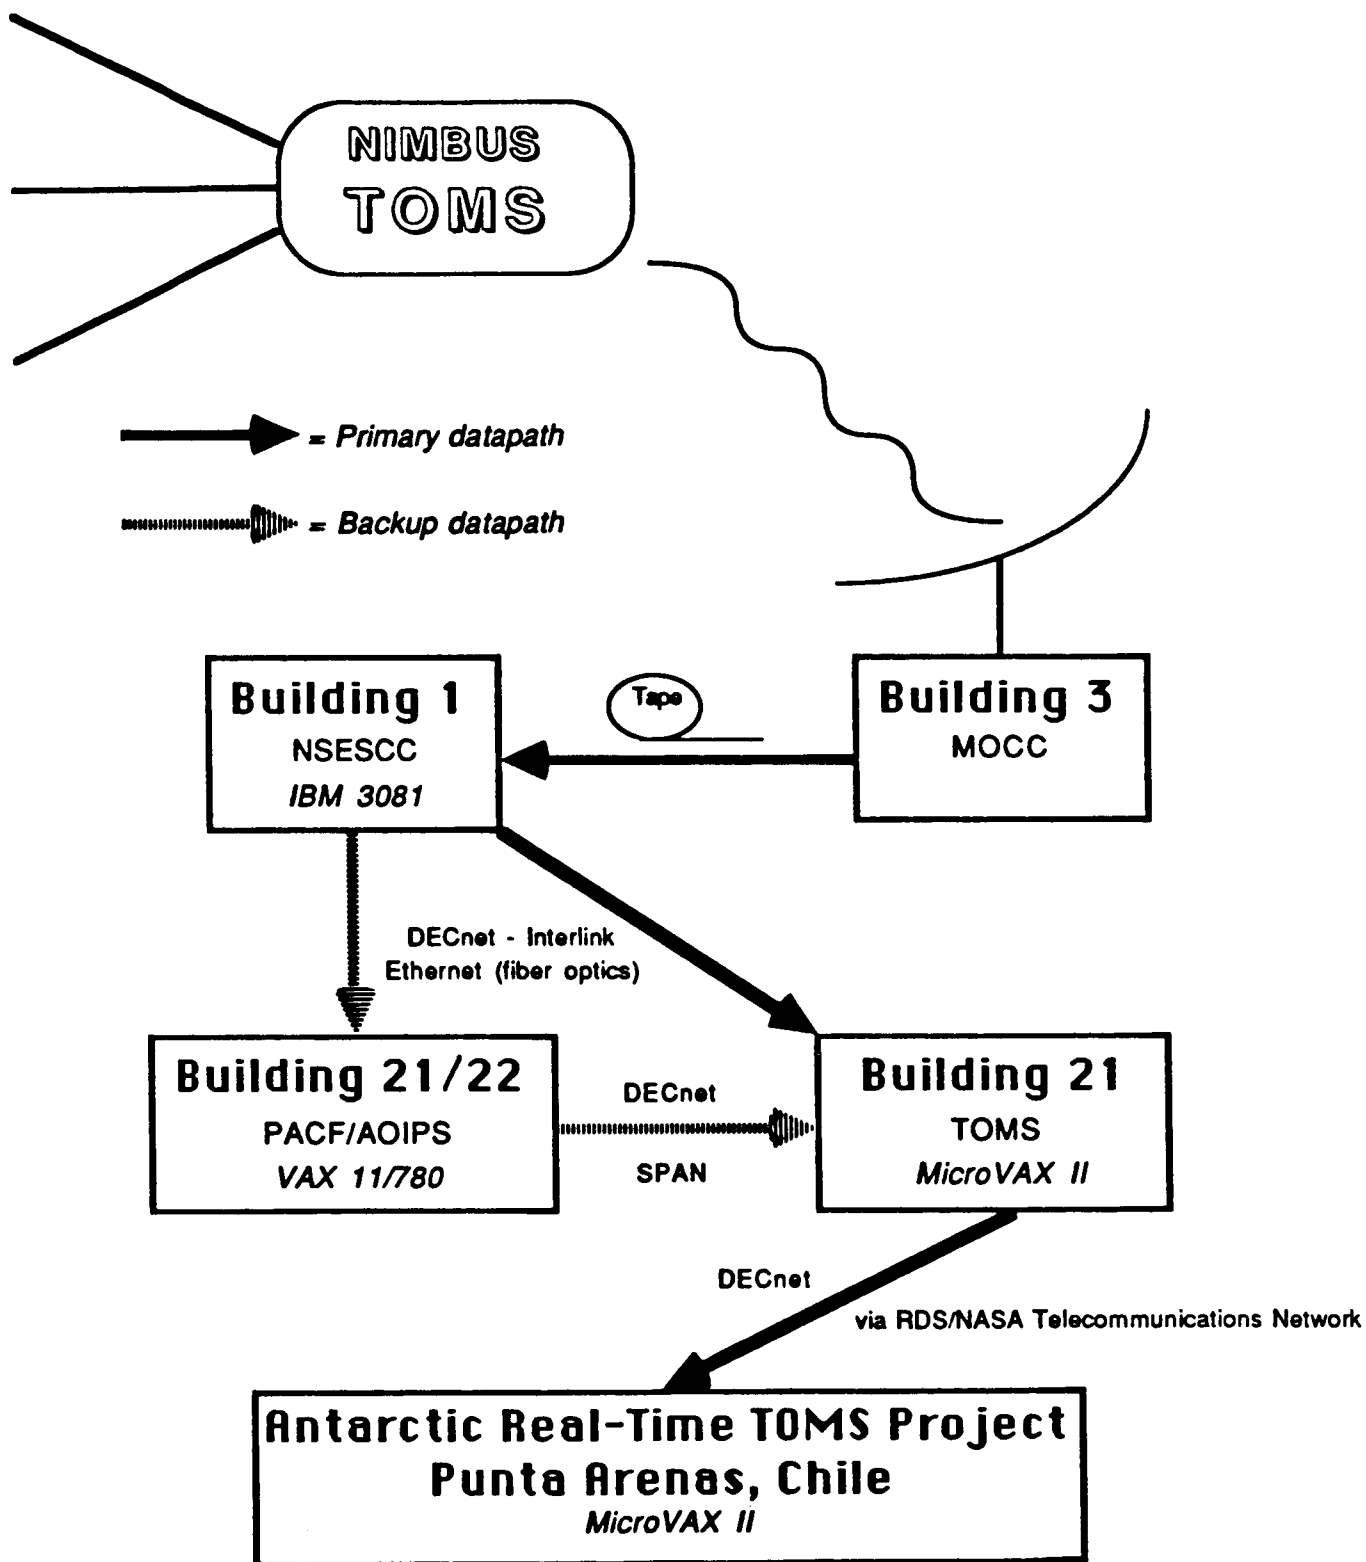 NIMBUS
TOMS
= Primary datapath
= Backup datapath
Tape
Building 1
NSESCC
IBM 3081
Building 3
MOCC
DECnet - Interlink
Ethernet (fiber optics)
Building 21/22
PACF/AOIPS
VAX 11/780
DECnet
SPAN
Building 21
TOMS
MicroVAX II
DECnet
via RDS/NASA Telecommunications Network
Antarctic Real-Time TOMS Project
Punta Arenas, Chile
MicroVAX II